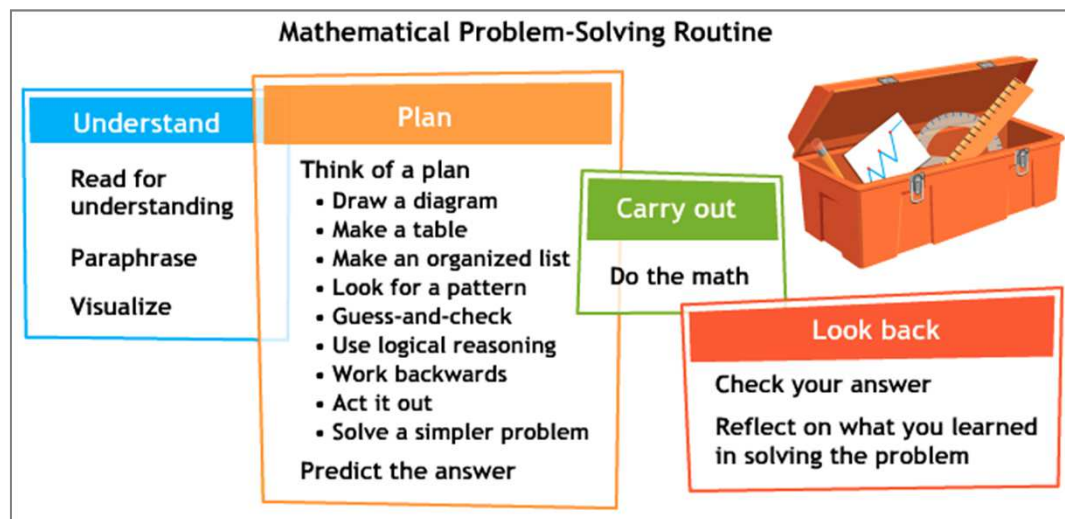 Mathematical Problem-Solving Routine
Understand
Read for
understanding
Paraphrase
Visualize
Plan
Think of a plan
• Draw a diagram
• Make a table
• Make an organized list
• Look for a pattern
• Guess-and-check
• Use logical reasoning
• Work backwards
• Act it out
• Solve a simpler problem
Predict the answer
Carry out
Do the math
Look back
Check your answer
Reflect on what you learned
in solving the problem